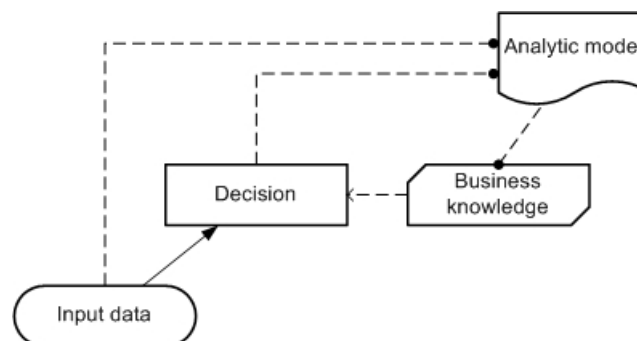 Analytic mode
Decision
Business
knowledge
Input data